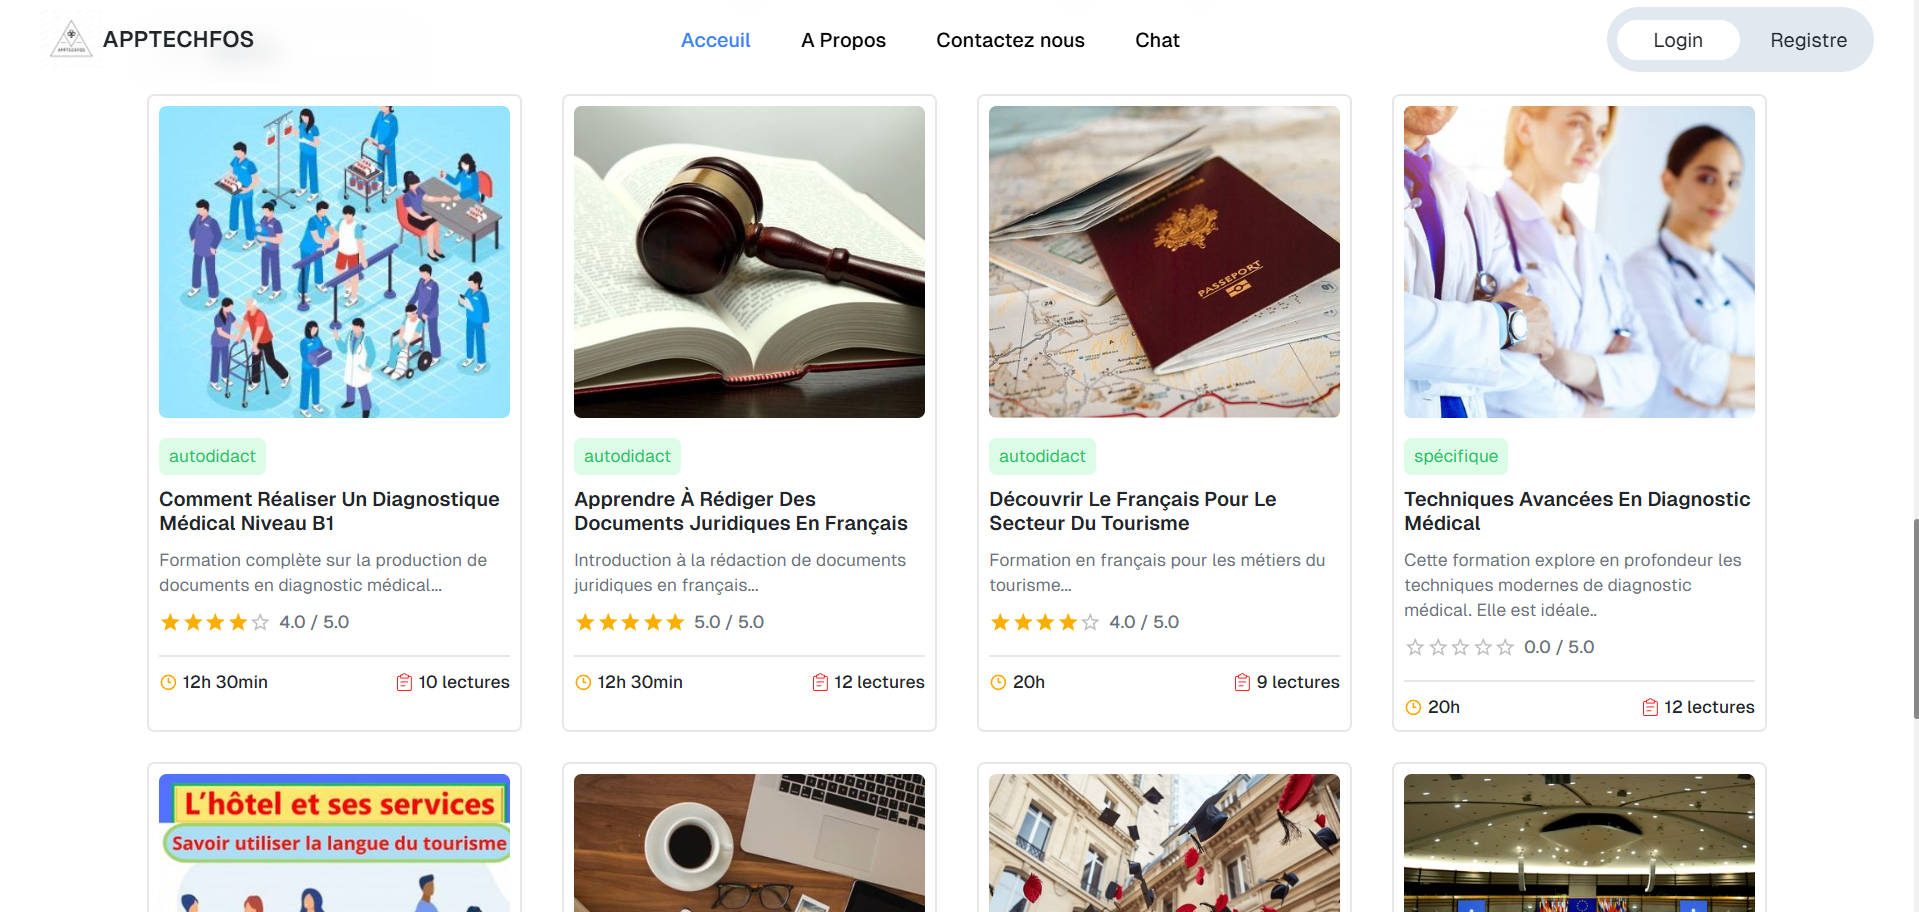 APPTECHFOS
Acceuil
A Propos
Contactez nous
Chat
Login
Registre
PASSEPORT
autodidact
Comment Réaliser Un Diagnostique
Médical Niveau B1
Formation complète sur la production de
documents en diagnostic médical...
4.0 / 5.0
12h 30min
10 lectures
autodidact
Apprendre À Rédiger Des
Documents Juridiques En Français
Introduction à la rédaction de documents
juridiques en français...
5.0 / 5.0
12h 30min
12 lectures
autodidact
Découvrir Le Français Pour Le
Secteur Du Tourisme
Formation en français pour les métiers du
tourisme...
4.0 / 5.0
20h
9 lectures
spécifique
Techniques Avancées En Diagnostic
Médical
Cette formation explore en profondeur les
techniques modernes de diagnostic
médical. Elle est idéale..
0.0 / 5.0
20h
12 lectures
L'hôtel et ses services
Savoir utiliser la langue du tourisme